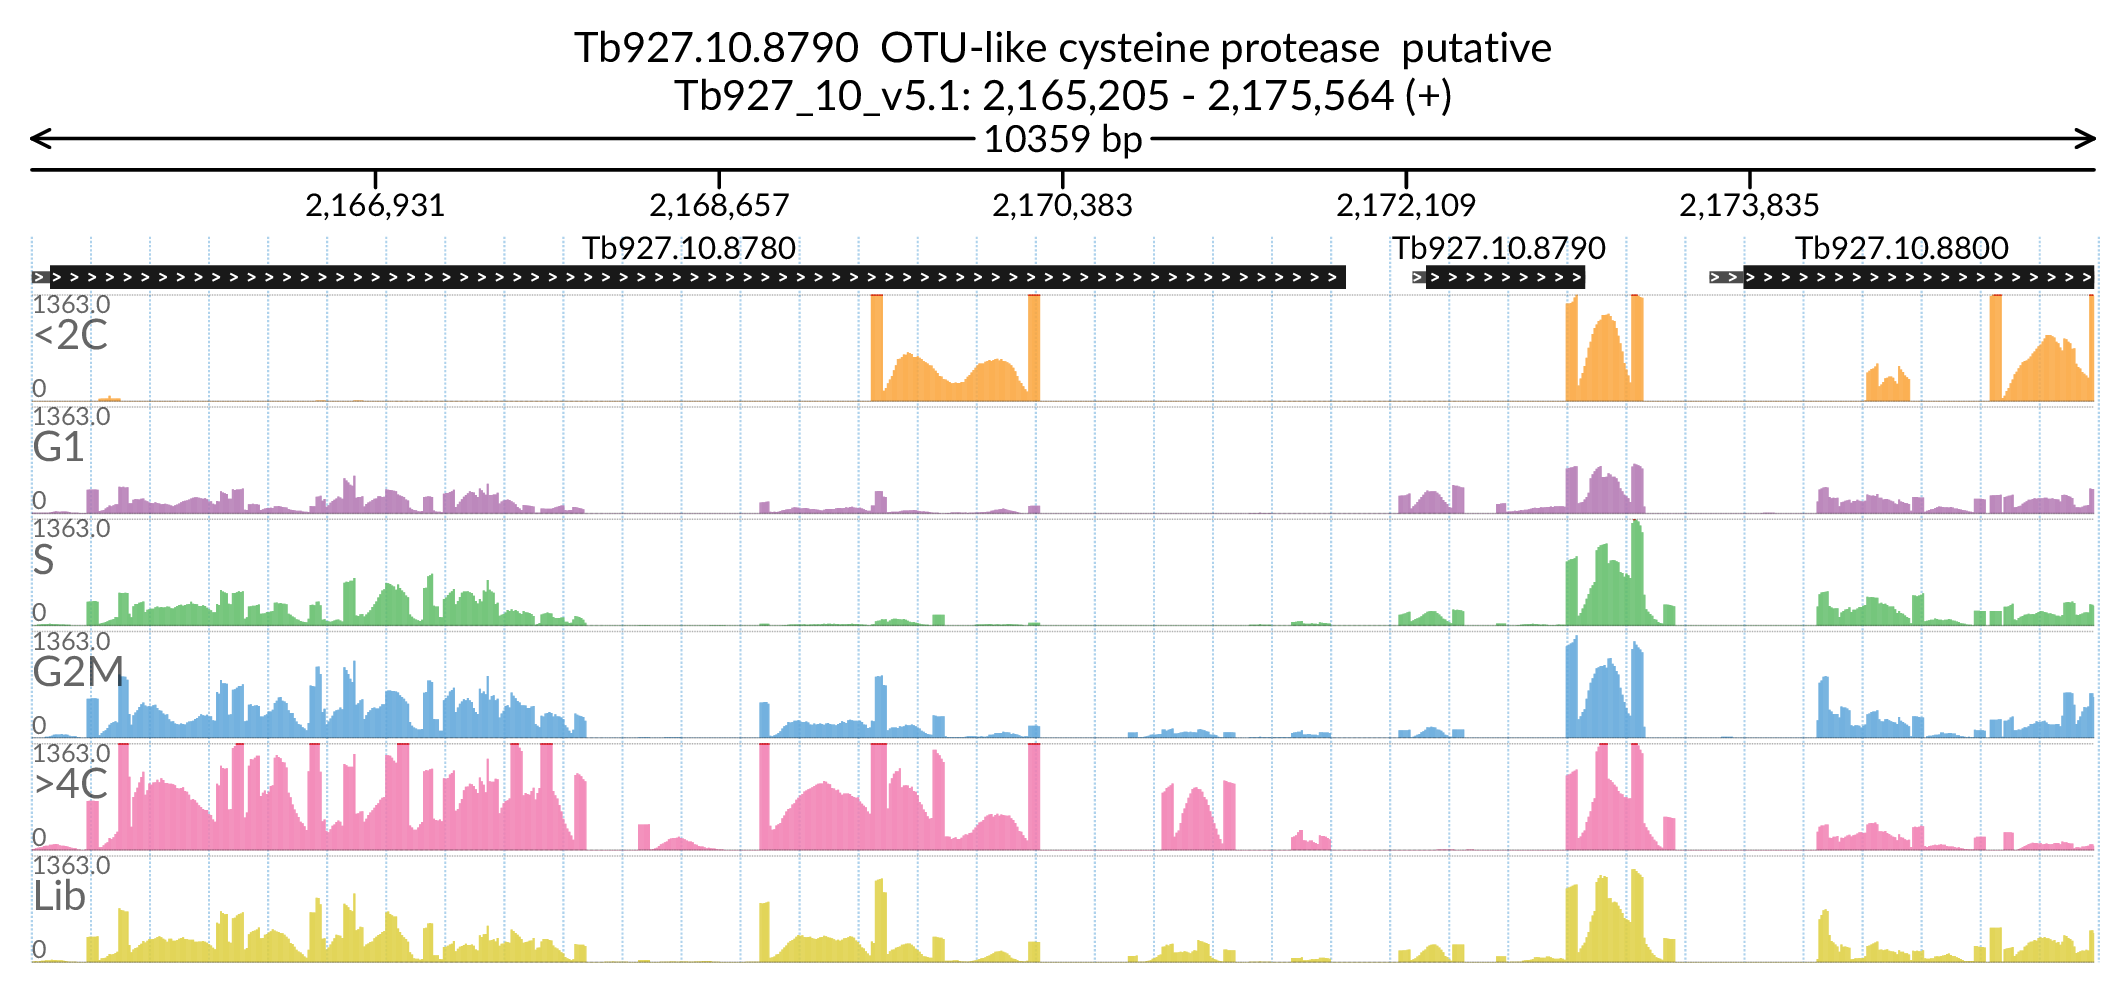 Tb927.10.8790  OTU-like cysteine protease  putative
Tb927_10_v5.1: 2,165,205 - 2,175,564 (+)
10359 bp
2,166,931 2,168,657 2,170,383 2,172,109 2,173,835
Tb927.10.8780 Tb927.10.8790 Tb927.10.8800
1363.0
<2C
0
1363.0
G1
0
1363.0
S
0
1363.0
G2M
0
1363.0
>4C
0
1363.0
Lib
0